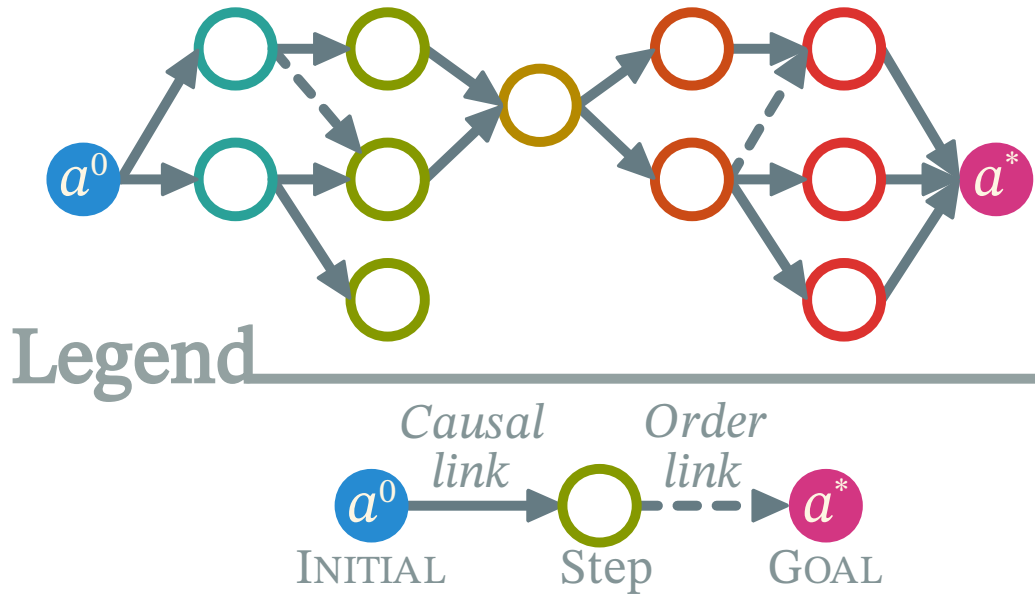 a⁰
a*
Legend
Causal
link
Order
link
a⁰
a*
INITIAL
Step
GOAL